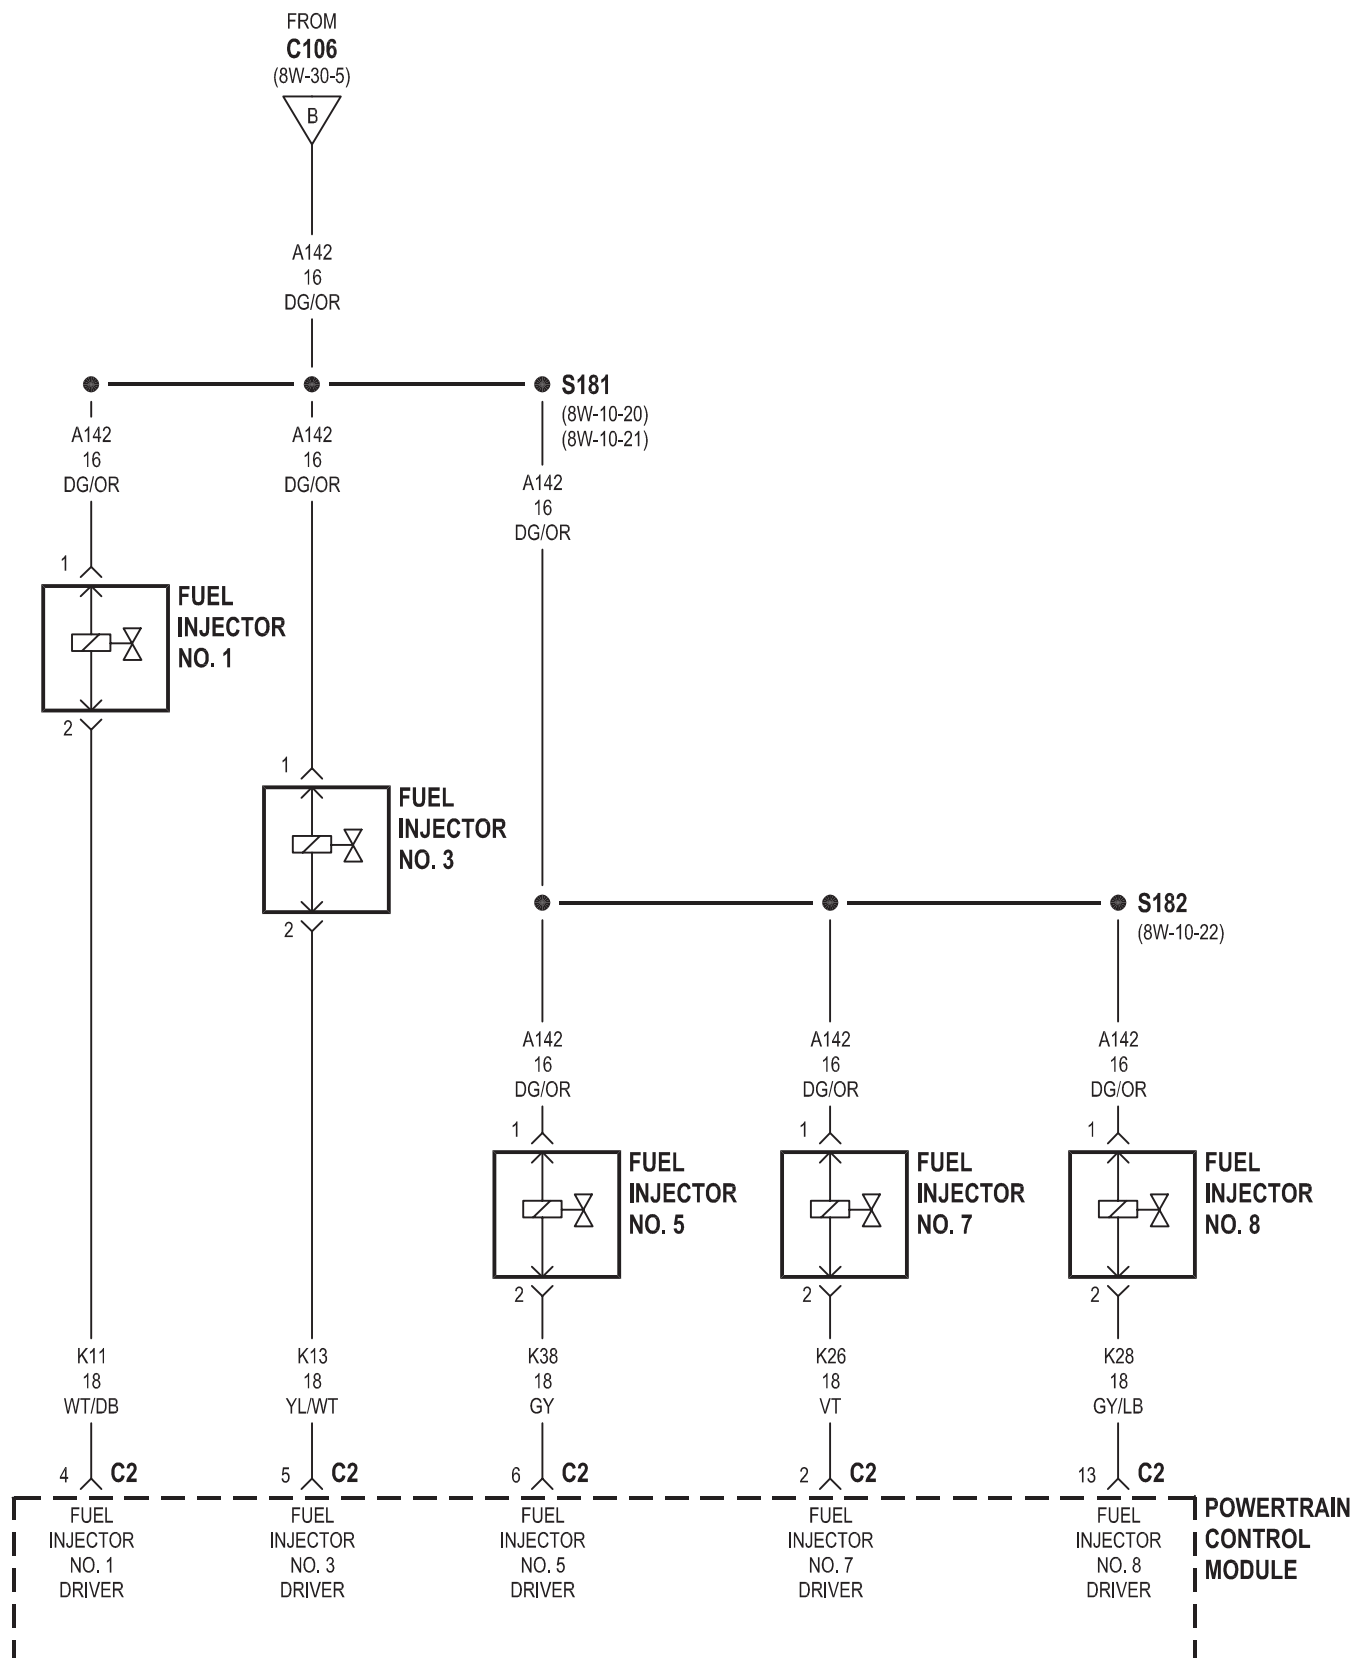 FROM
C106
(8W-30-5)
B
A142
16
DG/OR
S181
(8W-10-20)
(8W-10-21)
A142
16
DG/OR
A142
16
DG/OR
A142
16
DG/OR
1
FUEL
INJECTOR
NO. 1
2
1
FUEL
INJECTOR
NO. 3
2
S182
(8W-10-22)
A142
16
DG/OR
A142
16
DG/OR
A142
16
DG/OR
1
FUEL
INJECTOR
NO. 5
2
1
FUEL
INJECTOR
NO. 7
2
1
FUEL
INJECTOR
NO. 8
2
K11
18
WT/DB
K13
18
YL/WT
K38
18
GY
K26
18
VT
K28
18
GY/LB
4 C2
5 C2
6 C2
2 C2
13 C2
FUEL
INJECTOR
NO. 1
DRIVER
FUEL
INJECTOR
NO. 3
DRIVER
FUEL
INJECTOR
NO. 5
DRIVER
FUEL
INJECTOR
NO. 7
DRIVER
FUEL
INJECTOR
NO. 8
DRIVER
POWERTRAIN
CONTROL
MODULE